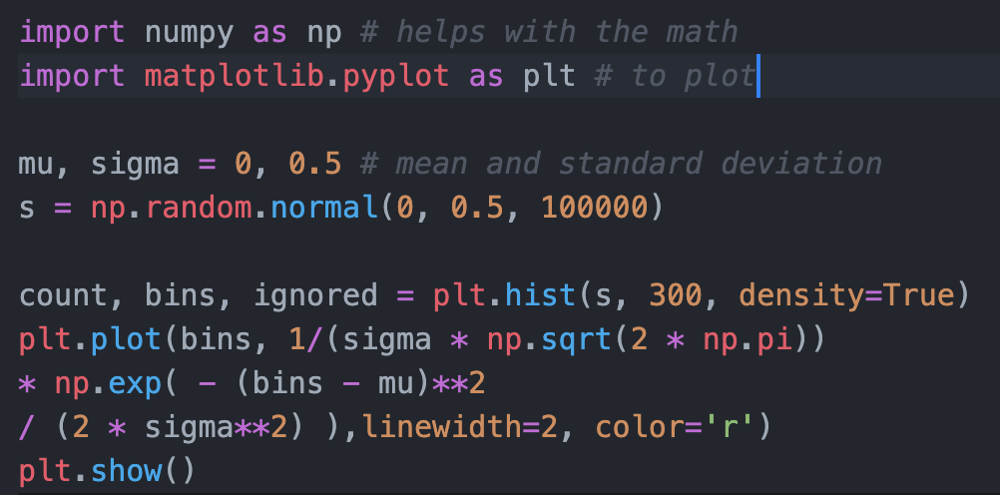 import numpy as np # helps with the math
import matplotlib.pyplot as plt # to plot
mu, sigma = 0, 0.5 # mean and standard deviation
s = np.random.normal(0, 0.5, 100000)
count, bins, ignored = plt.hist(s, 300, density=True)
plt.plot(bins, 1/(sigma * np.sqrt(2 * np.pi))
* np.exp( - (bins - mu)**2
/ (2 * sigma**2) ),linewidth=2, color='r')
plt.show()